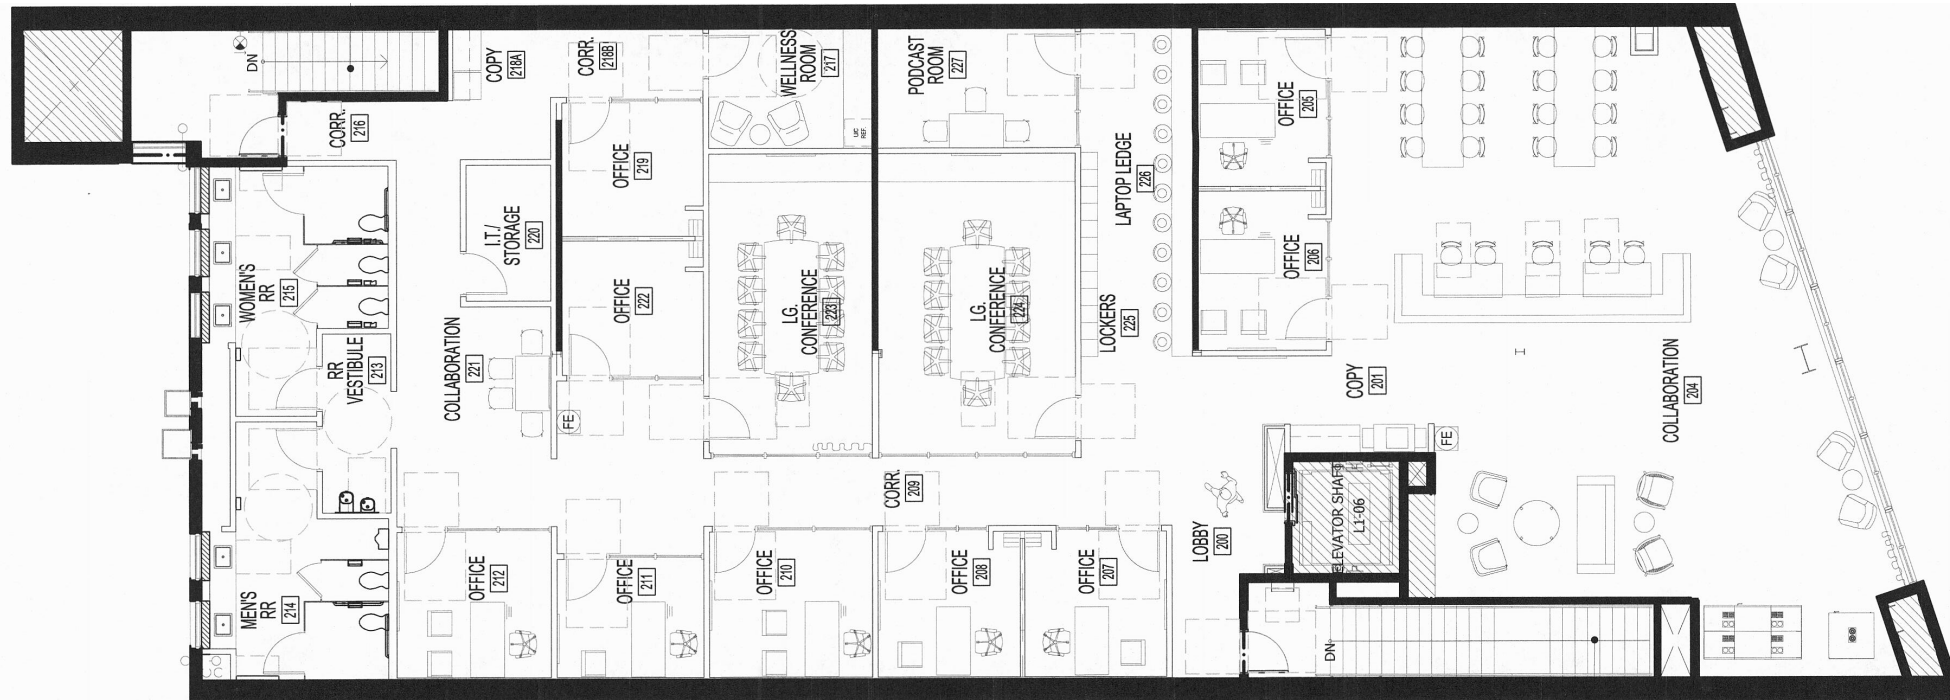 DN
COPY
218A
CORR.
218B
WELLNESS
ROOM
217
PODCAST
ROOM
227
OFFICE
205
CORR.
216
OFFICE
219
UC
REF.
LAPTOP LEDGE
226
I.T./
STORAGE
220
OFFICE
206
WOMEN'S
RR
215
OFFICE
222
LG.
CONFERENCE
223
LG.
CONFERENCE
224
LOCKERS
225
RR
VESTIBULE
213
COLLABORATION
221
COPY
201
COLLABORATION
204
FE
FE
CORR.
209
ELEVATOR SHAFT
L1-06
LOBBY
200
MEN'S
RR
214
OFFICE
212
OFFICE
211
OFFICE
210
OFFICE
208
OFFICE
207
DN